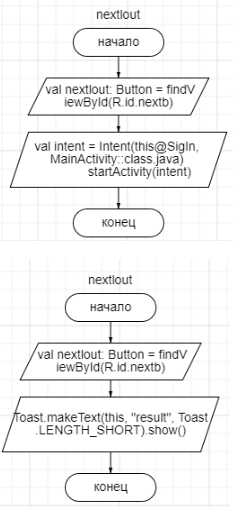 nextlout
начало
val nextlout: Button = findV
iewById(R.id.nextb)
val intent = Intent(this@SigIn,
MainActivity::class.java)
startActivity(intent)
конец
nextlout
начало
val nextlout: Button = findV
iewById(R.id.nextb)
Toast.makeText(this, "result", Toast
.LENGTH_SHORT).show()
конец